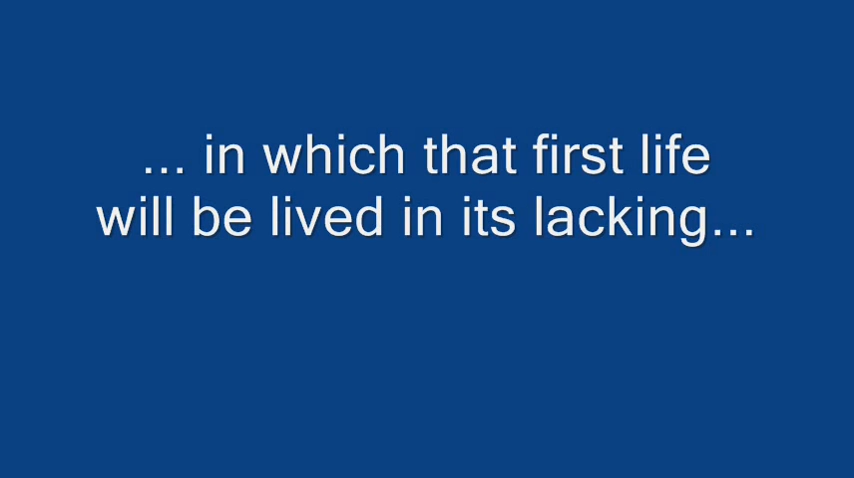 ... in which that first life
will be lived in its lacking...